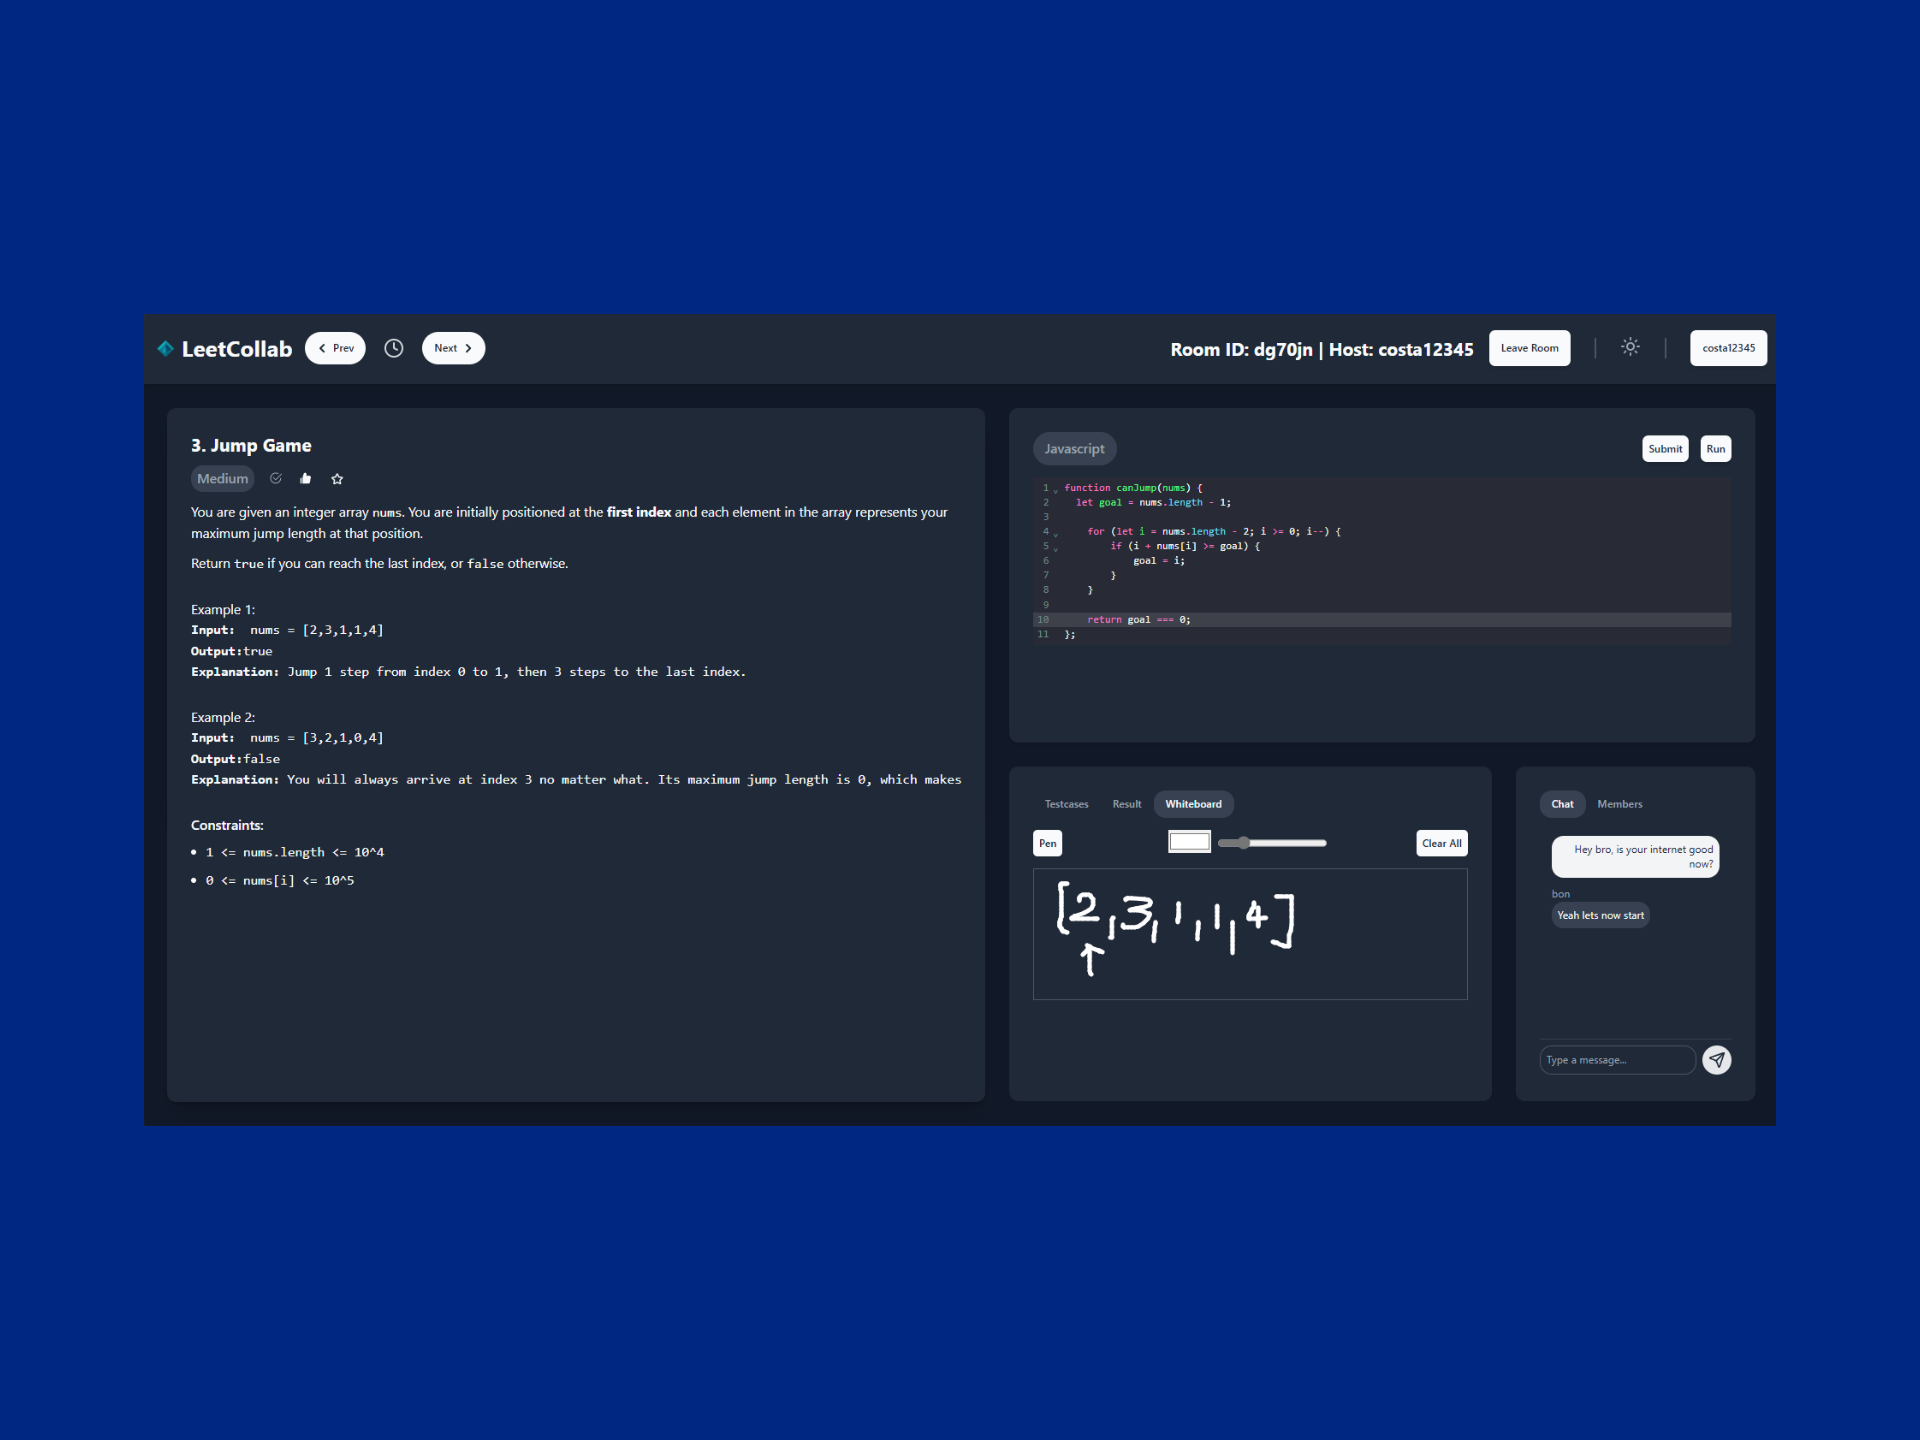 LeetCollab
Prev
Next
Room ID: dg70jn | Host: costa12345
Leave Room
costa12345
3. Jump Game
Medium
You are given an integer array nums. You are initially positioned at the first index and each element in the array represents your
maximum jump length at that position.
Return true if you can reach the last index, or false otherwise.
Example 1:
Input:  nums = [2,3,1,1,4]
Output:true
Explanation: Jump 1 step from index 0 to 1, then 3 steps to the last index.
Example 2:
Input:  nums = [3,2,1,0,4]
Output:false
Explanation: You will always arrive at index 3 no matter what. Its maximum jump length is 0, which makes
Constraints:
• 1 <= nums.length <= 10^4
• 0 <= nums[i] <= 10^5
Javascript
Submit
Run
1 function canJump(nums) {
2   let goal = nums.length - 1;
3
4     for (let i = nums.length - 2; i >= 0; i--) {
5         if (i + nums[i] >= goal) {
6             goal = i;
7         }
8     }
9
10     return goal === 0;
11 };
Testcases
Result
Whiteboard
Pen
Clear All
[2,3,1,1,4]
Chat
Members
Hey bro, is your internet good
now?
bon
Yeah lets now start
Type a message...